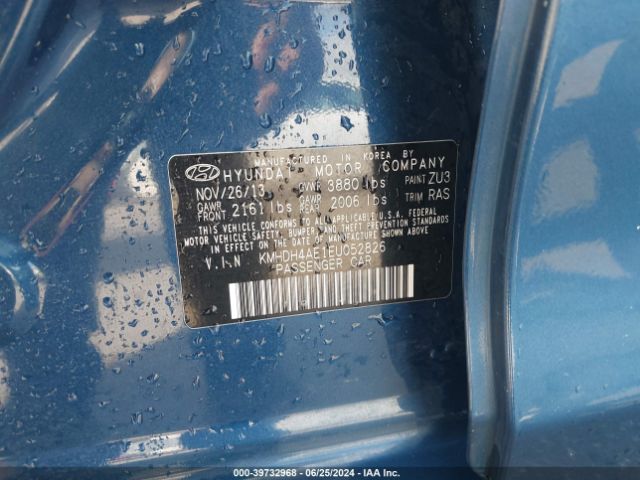 MANUFACTURED IN KOREA BY
HYUNDAI MOTOR COMPANY
NOV/26/13 GVWR 3880 lbs PAINT ZU3
GAWR FRONT 2161 lbs GAWR REAR 2006 lbs TRIM RAS
THIS VEHICLE CONFORMS TO ALL APPLICABLE U.S.A. FEDERAL
MOTOR VEHICLE SAFETY, BUMPER, AND THEFT PREVENTION
STANDARDS IN EFFECT ON THE DATE OF MANUFACTURE SHOWN ABOVE.
V.I.N KMHDH4AE1EU052826
PASSENGER CAR
000-39732968 - 06/25/2024 - IAA Inc.